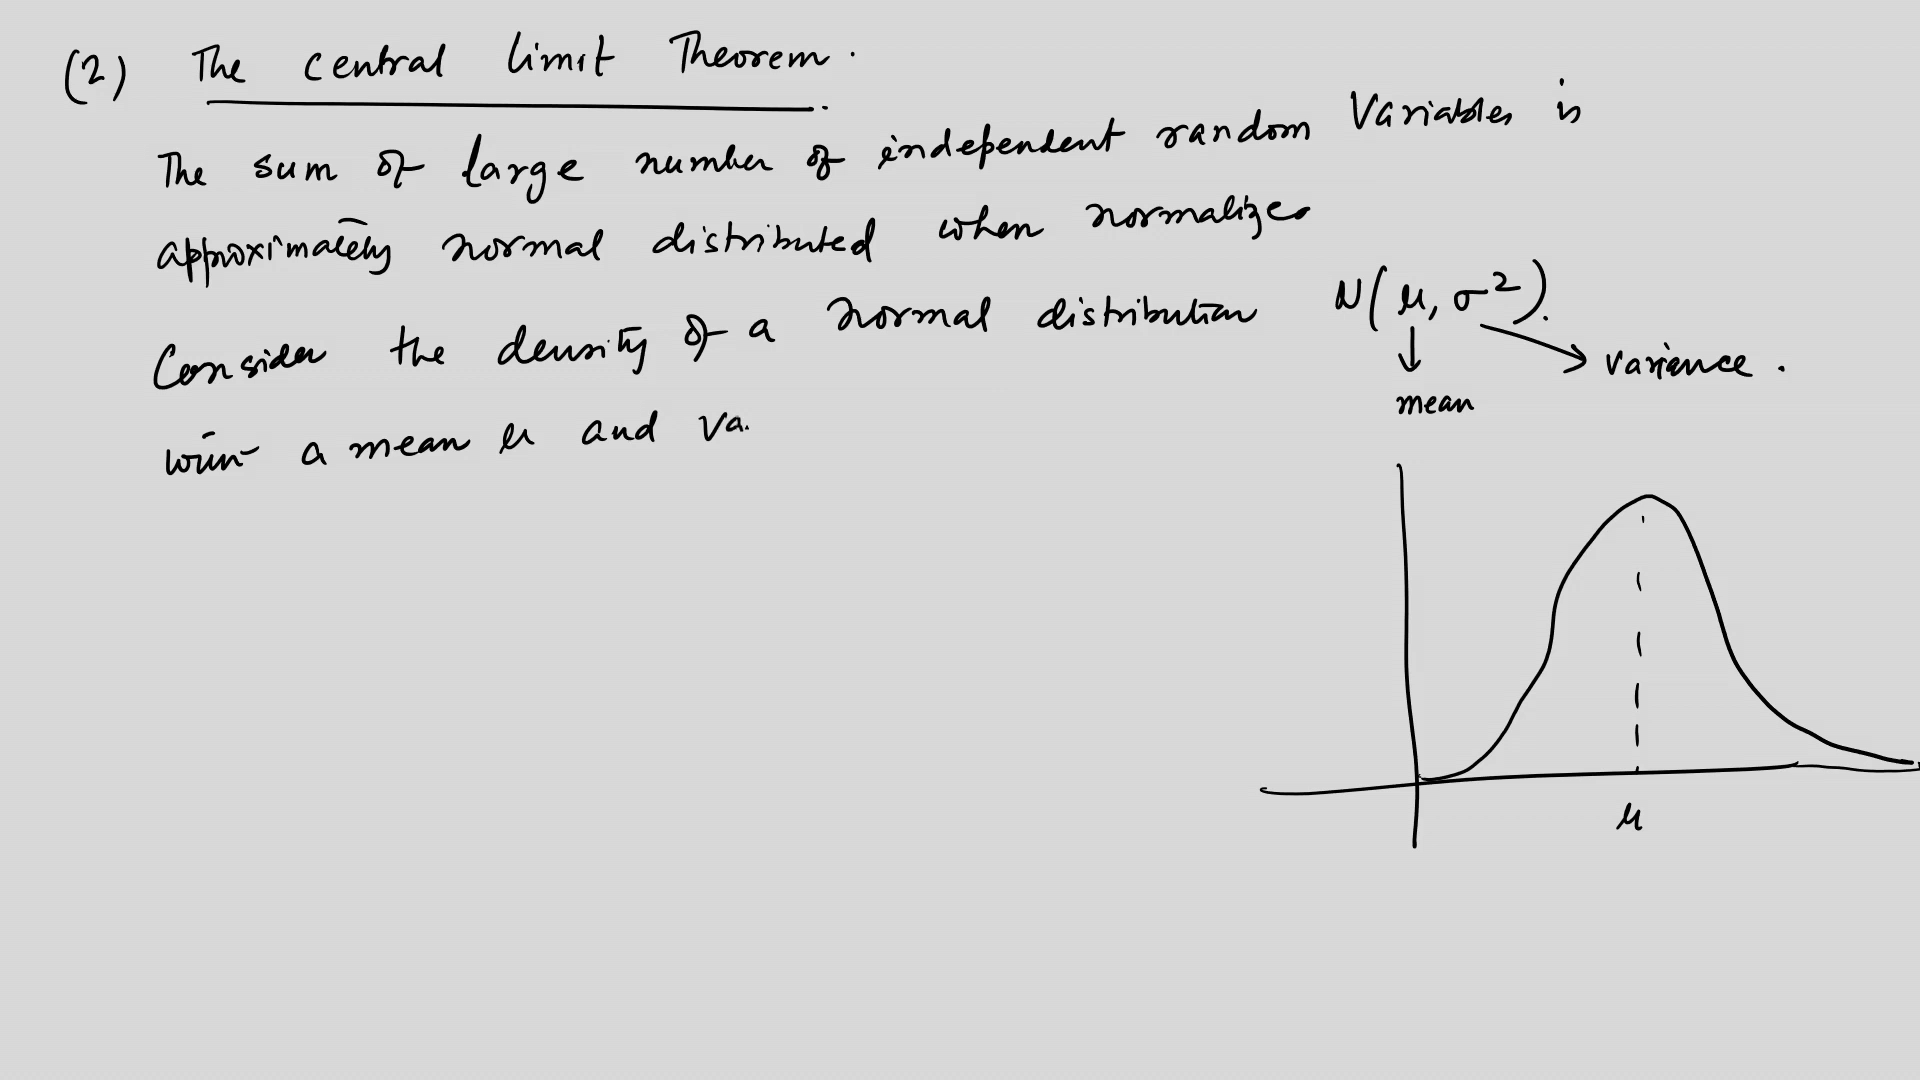 (2) The central limit Theorem.
The sum of large number of independent random variables is
approximately normal distributed when normalizes
Consider the density of a normal distribution N(μ, σ²).
mean
variance.
with a mean μ and va.
μ